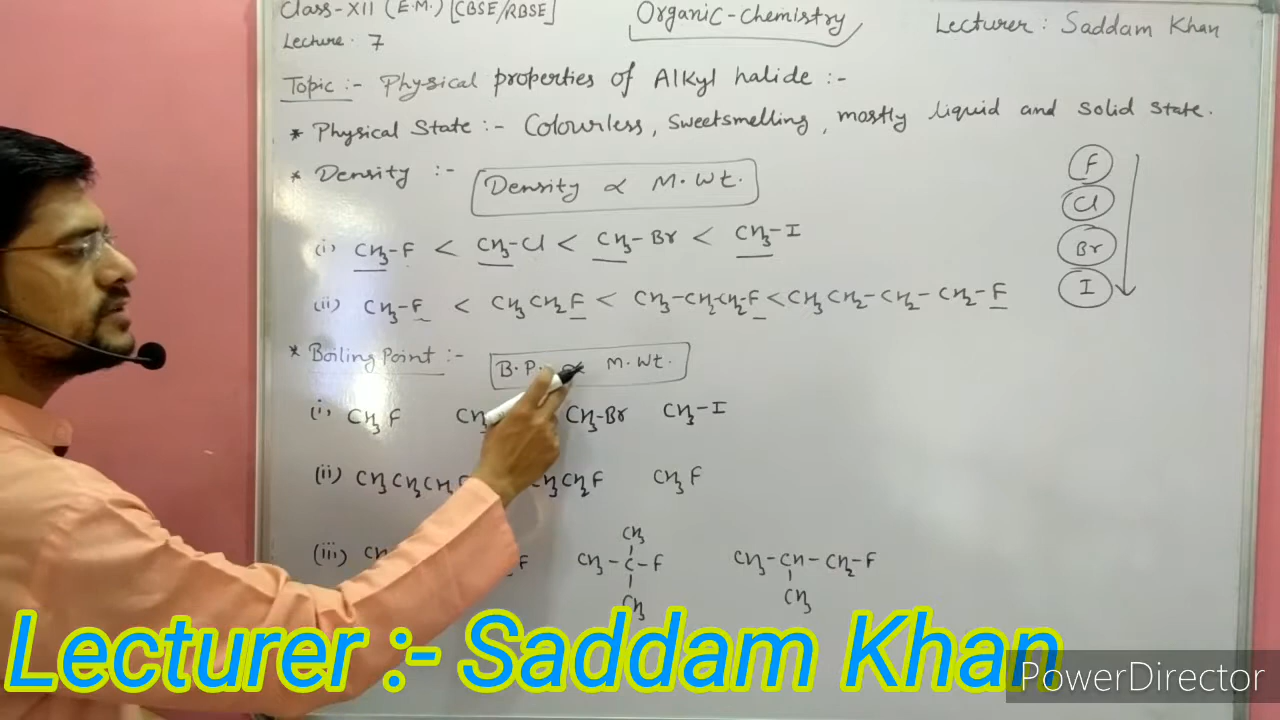 Class-XII (E.M.) [CBSE/RBSE]
Organic-Chemistry
Lecturer: Saddam Khan
Lecture. 7
Topic :- Physical properties of Alkyl halide :-
* Physical State :- Colourless, Sweetsmelling, mostly liquid and Solid State.
* Density :- Density ∝ M.Wt.
F
Cl
Br
I
(i) CH3-F < CH3-Cl < CH3-Br < CH3-I
(ii) CH3-F < CH3CH2F < CH3-CH2-CH2-F < CH3CH2-CH2-CH2-F
* Boiling Point :- B.P. ∝ M.Wt.
(i) CH3F CH3 CH3-Br CH3-I
(ii) CH3CH2CH2F CH3CH2F CH3F
CH3
(iii) CH3 F CH3-C-F CH3-CH-CH2-F
CH3 CH3
Lecturer :- Saddam Khan
PowerDirector